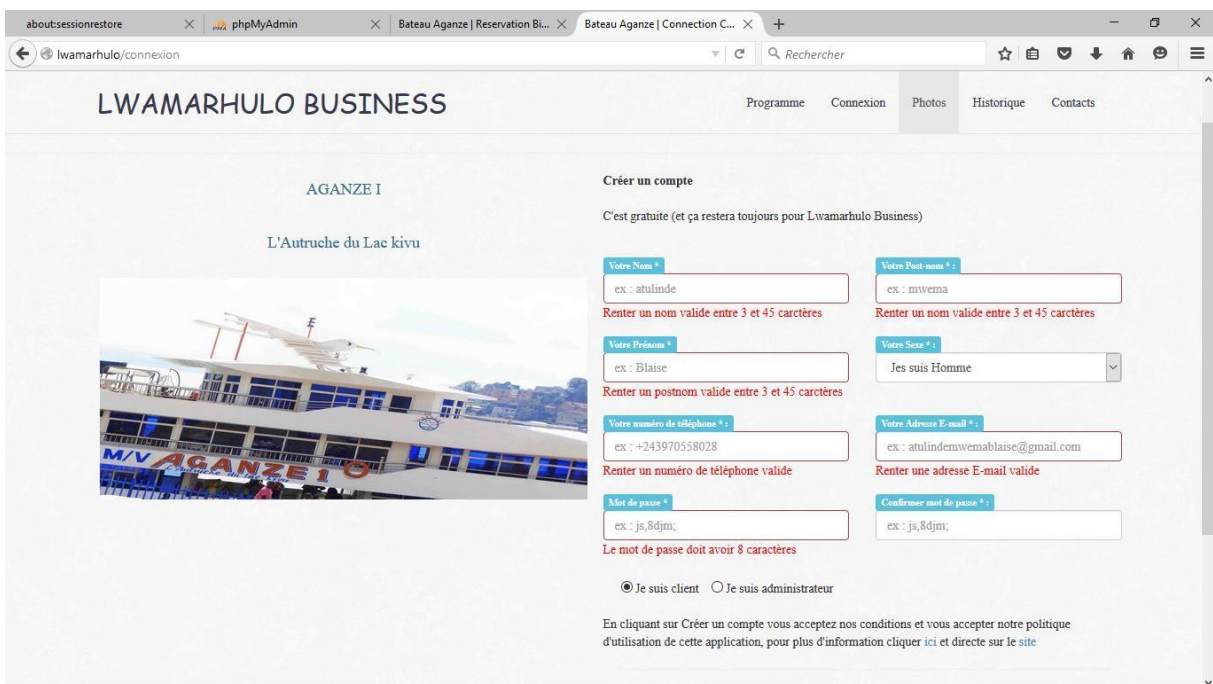 about:sessionrestore
phpMyAdmin
Bateau Aganze | Reservation Bi...
Bateau Aganze | Connection C...
lwamarhulo/connexion
Rechercher
LWAMARHULO BUSINESS
Programme Connexion Photos Historique Contacts
AGANZE I
L'Autruche du Lac kivu
M/V AGANZE 1
L'autruche du lac Kivu
Créer un compte
C'est gratuite (et ça restera toujours pour Lwamarhulo Business)
Votre Nom * Votre Post-nom * :
ex : atulinde ex : mwema
Renter un nom valide entre 3 et 45 carctères Renter un nom valide entre 3 et 45 carctères
Votre Prénom * Votre Sexe * :
ex : Blaise Jes suis Homme
Renter un postnom valide entre 3 et 45 carctères
Votre numéro de téléphone * : Votre Adresse E-mail * :
ex : +243970558028 ex : atulindemwemablaise@gmail.com
Renter un numéro de téléphone valide Renter une adresse E-mail valide
Mot de passe * Confirmer mot de passe * :
ex : js,8djm; ex : js,8djm;
Le mot de passe doit avoir 8 caractères
Je suis client Je suis administrateur
En cliquant sur Créer un compte vous acceptez nos conditions et vous accepter notre politique
d'utilisation de cette application, pour plus d'information cliquer ici et directe sur le site